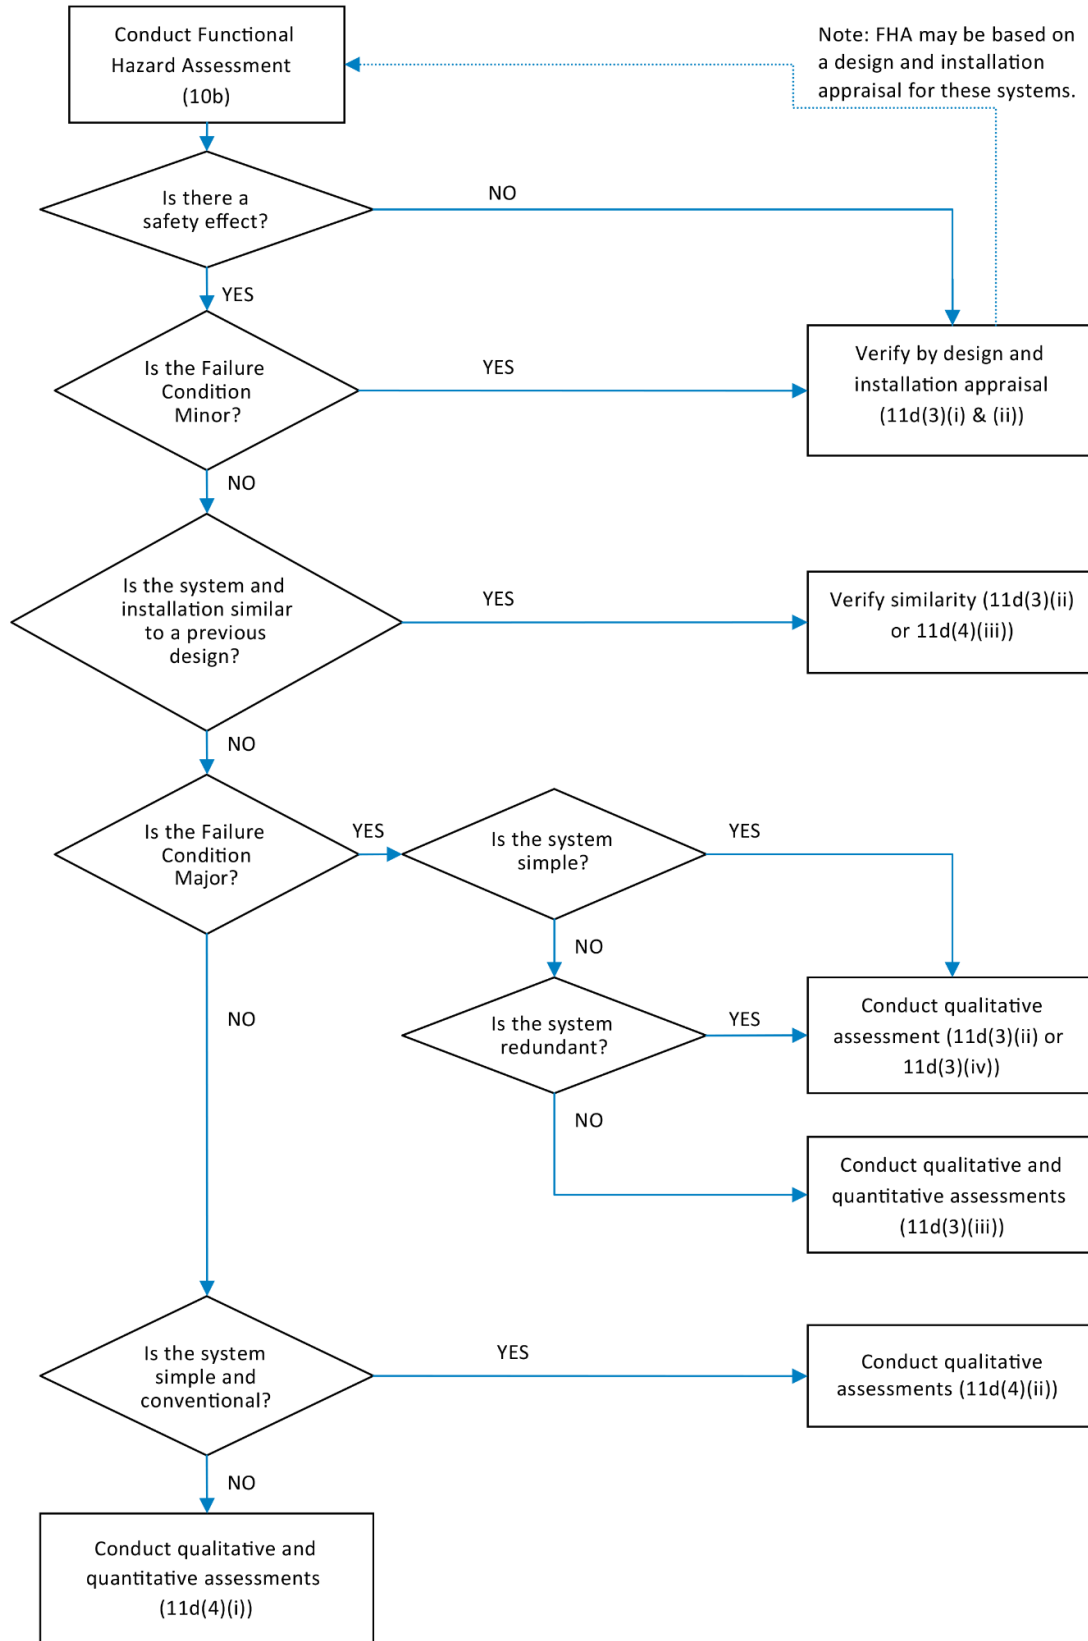 Conduct Functional
Hazard Assessment
(10b)
Note: FHA may be based on
a design and installation
appraisal for these systems.
Is there a
safety effect?
NO
YES
Is the Failure
Condition
Minor?
YES
Verify by design and
installation appraisal
(11d(3)(i) & (ii))
NO
Is the system and
installation similar
to a previous
design?
YES
Verify similarity (11d(3)(ii)
or 11d(4)(iii))
NO
Is the Failure
Condition
Major?
YES
Is the system
simple?
YES
NO
NO
Is the system
redundant?
YES
Conduct qualitative
assessment (11d(3)(ii) or
11d(3)(iv))
NO
Conduct qualitative and
quantitative assessments
(11d(3)(iii))
Is the system
simple and
conventional?
YES
Conduct qualitative
assessments (11d(4)(ii))
NO
Conduct qualitative and
quantitative assessments
(11d(4)(i))